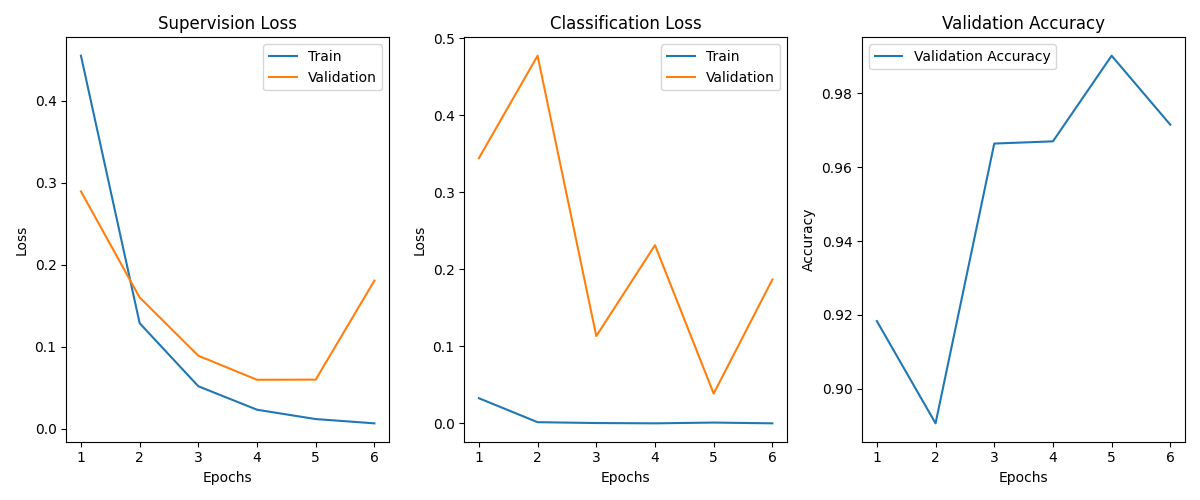 Supervision Loss
Loss
0.4
0.3
0.2
0.1
0.0
Train
Validation
1 2 3 4 5 6
Epochs
Classification Loss
Loss
0.5
0.4
0.3
0.2
0.1
0.0
Train
Validation
1 2 3 4 5 6
Epochs
Validation Accuracy
Accuracy
0.98
0.96
0.94
0.92
0.90
Validation Accuracy
1 2 3 4 5 6
Epochs